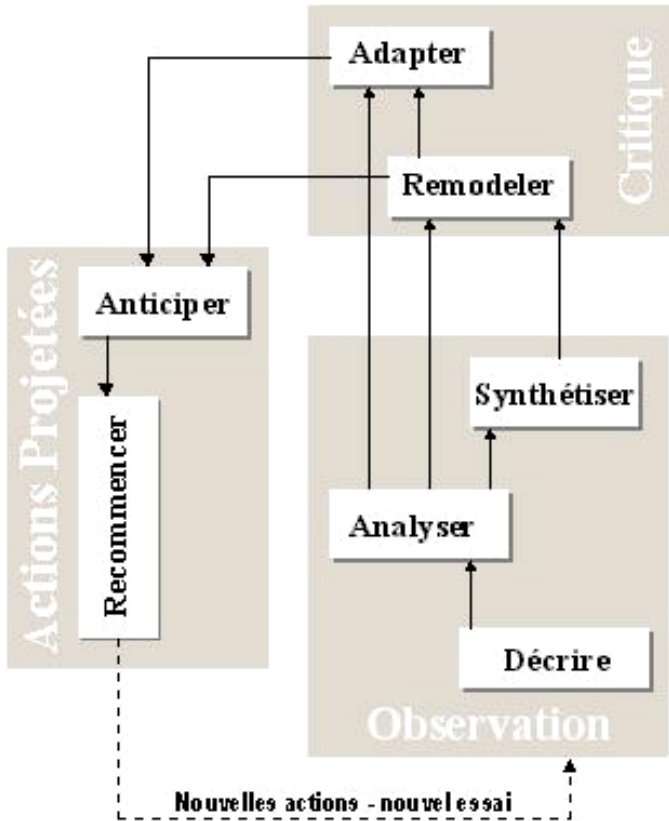 Adapter
Critique
Remodeler
Actions Projetées
Anticiper
Recommencer
Synthétiser
Analyser
Décrire
Observation
Nouvelles actions - nouvel essai